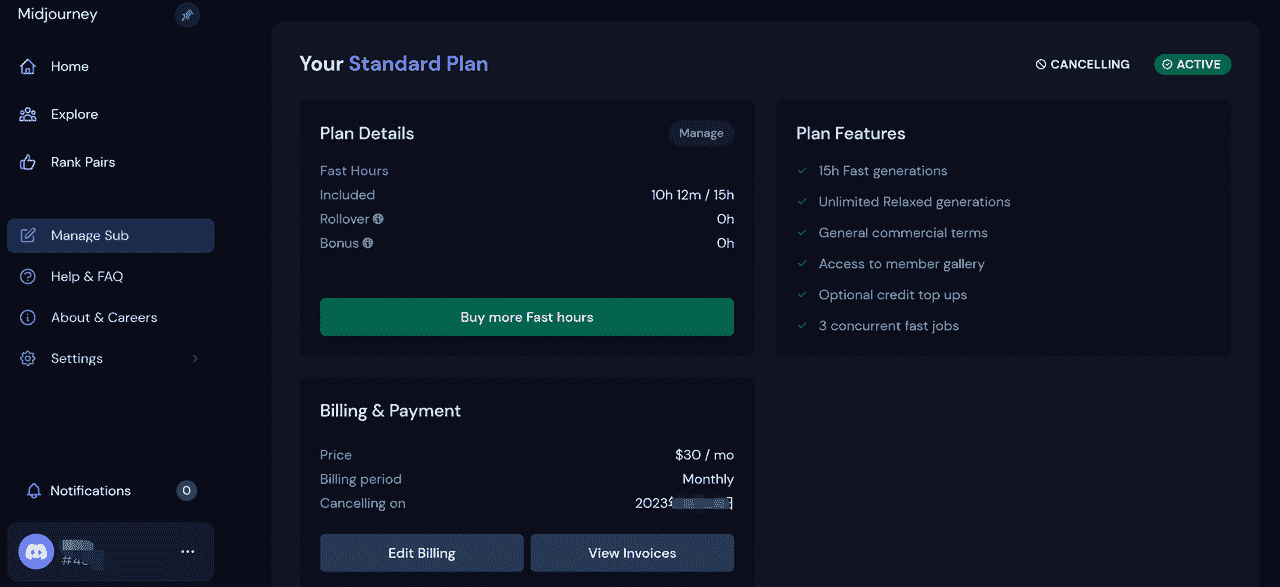 Midjourney
Home
Explore
Rank Pairs
Manage Sub
Help & FAQ
About & Careers
Settings
Notifications 0
Your Standard Plan
CANCELLING
ACTIVE
Plan Details
Manage
Fast Hours
Included 10h 12m / 15h
Rollover 0h
Bonus 0h
Buy more Fast hours
Plan Features
15h Fast generations
Unlimited Relaxed generations
General commercial terms
Access to member gallery
Optional credit top ups
3 concurrent fast jobs
Billing & Payment
Price $30 / mo
Billing period Monthly
Cancelling on 2023
Edit Billing
View Invoices